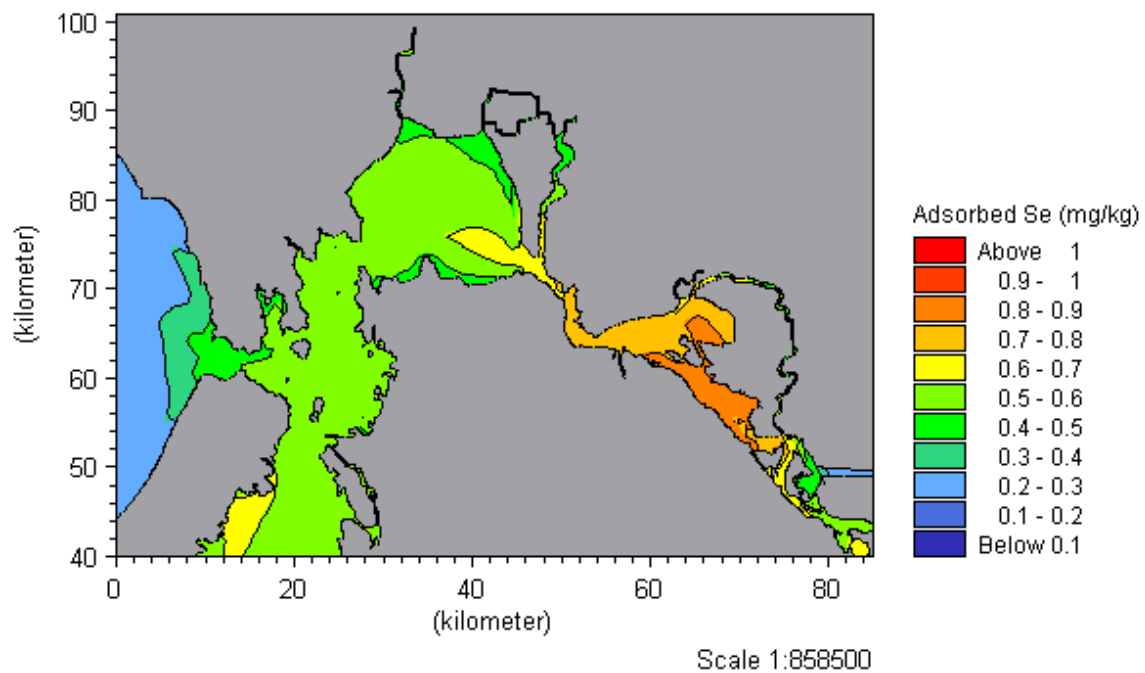 100
90
80
70
60
50
40
(kilometer)
0 20 40 60 80
(kilometer)
Scale 1:858500
Adsorbed Se (mg/kg)
Above 1
0.9 - 1
0.8 - 0.9
0.7 - 0.8
0.6 - 0.7
0.5 - 0.6
0.4 - 0.5
0.3 - 0.4
0.2 - 0.3
0.1 - 0.2
Below 0.1